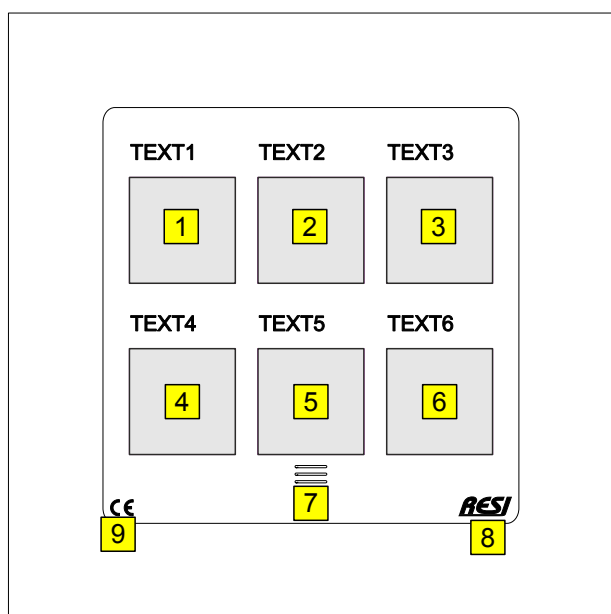 TEXT1 TEXT2 TEXT3
1 2 3
TEXT4 TEXT5 TEXT6
4 5 6
7
CE RESI
9 8